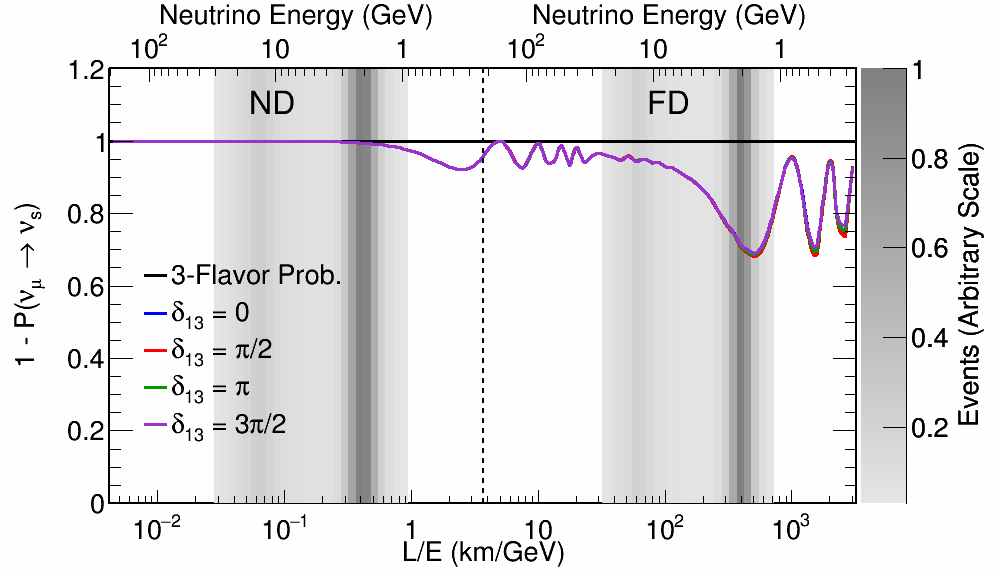 Neutrino Energy (GeV) Neutrino Energy (GeV)
10² 10 1 10² 10 1
ND FD
1.2
1
0.8
0.6
0.4
0.2
0
1 - P(ν_μ → ν_s)
3-Flavor Prob.
δ₁₃ = 0
δ₁₃ = π/2
δ₁₃ = π
δ₁₃ = 3π/2
10⁻² 10⁻¹ 1 10 10² 10³
L/E (km/GeV)
1
0.8
0.6
0.4
0.2
Events (Arbitrary Scale)